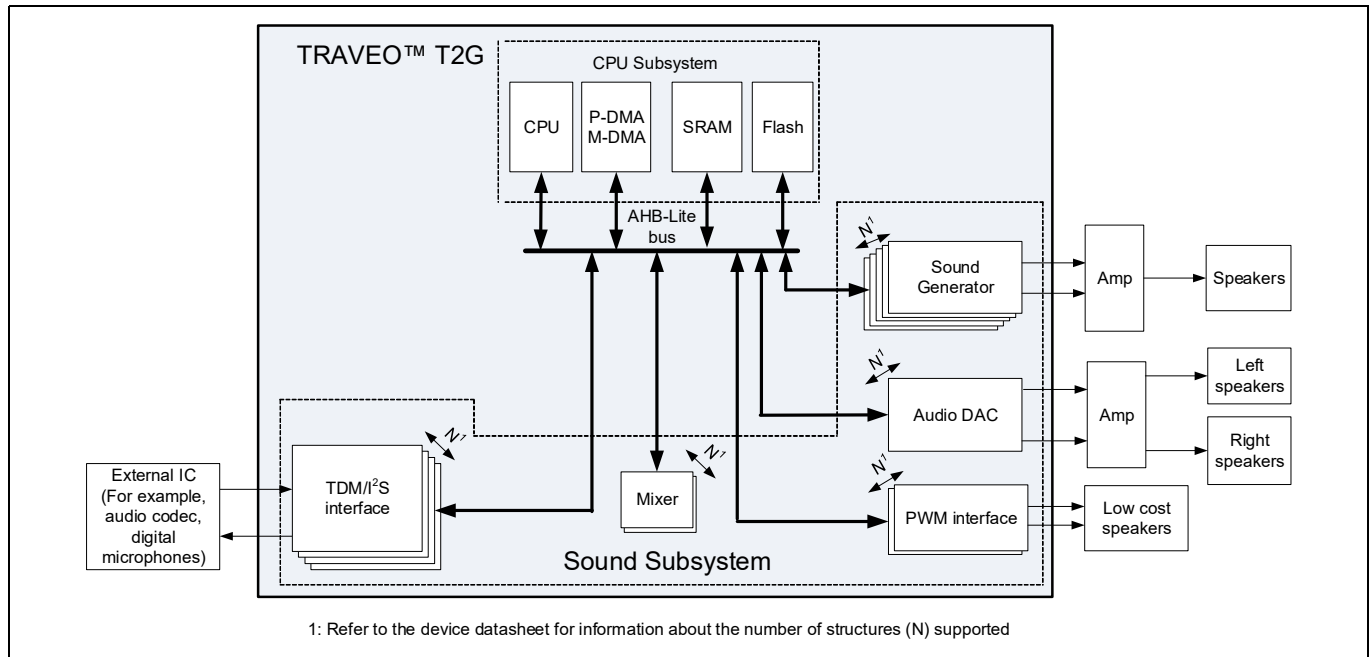 TRAVEO™ T2G
CPU Subsystem
CPU
P-DMA
M-DMA
SRAM
Flash
AHB-Lite
bus
N¹
Sound
Generator
Amp
Speakers
N¹
Audio DAC
Amp
Left
speakers
Right
speakers
N¹
PWM interface
Low cost
speakers
N¹
Mixer
N¹
TDM/I²S
interface
External IC
(For example,
audio codec,
digital
microphones)
Sound Subsystem
1: Refer to the device datasheet for information about the number of structures (N) supported